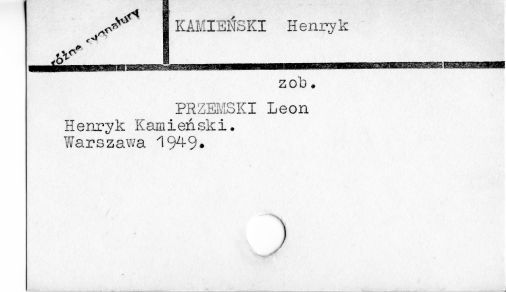 różne sygnatury
KAMIEŃSKI Henryk
zob.
PRZEMSKI Leon
Henryk Kamieński.
Warszawa 1949.